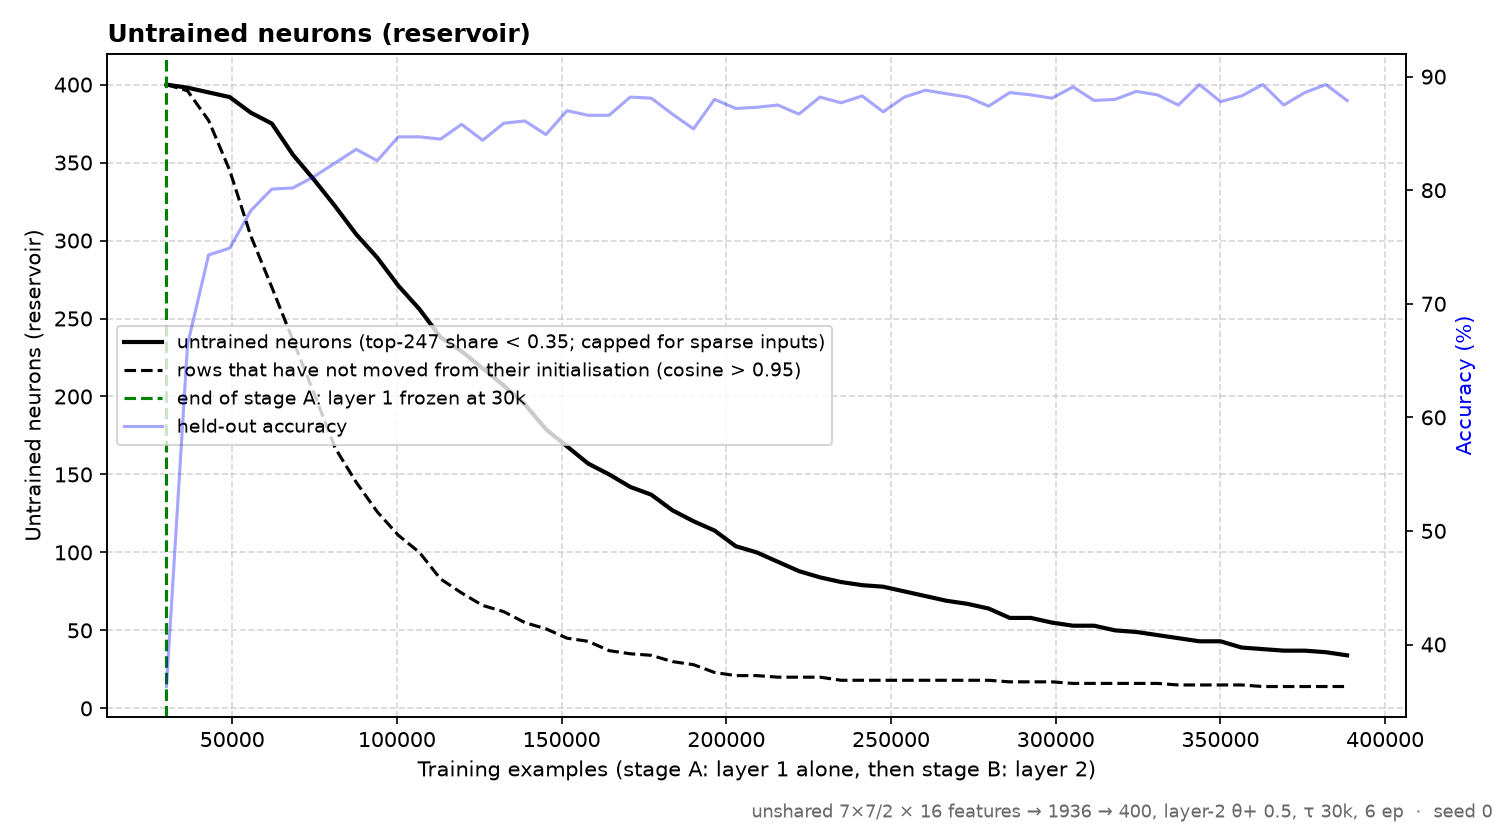 Untrained neurons (reservoir)
400
350
300
250
200
150
100
50
0
Untrained neurons (reservoir)
90
80
70
60
50
40
Accuracy (%)
untrained neurons (top-247 share < 0.35; capped for sparse inputs)
rows that have not moved from their initialisation (cosine > 0.95)
end of stage A: layer 1 frozen at 30k
held-out accuracy
50000 100000 150000 200000 250000 300000 350000 400000
Training examples (stage A: layer 1 alone, then stage B: layer 2)
unshared 7×7/2 × 16 features → 1936 → 400, layer-2 θ+ 0.5, τ 30k, 6 ep · seed 0